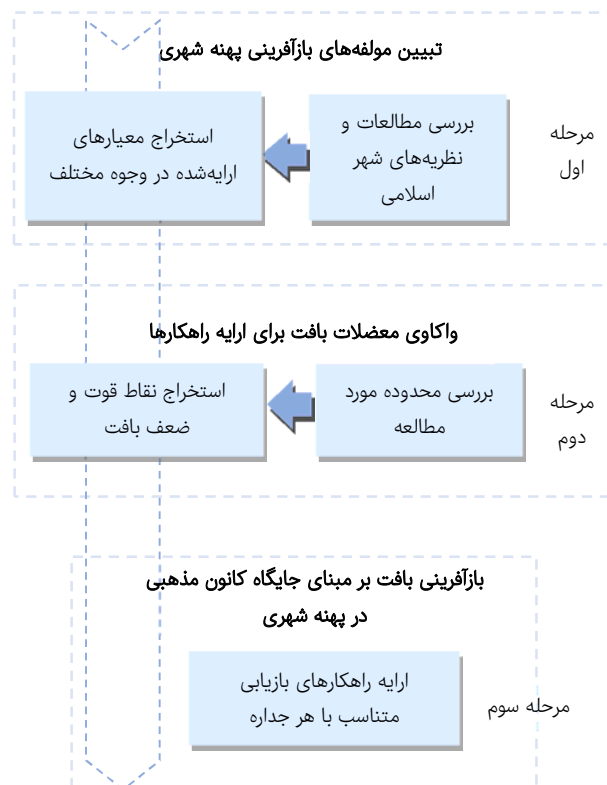 تبیین مولفه‌های بازآفرینی پهنه شهری
مرحله
اول
بررسی مطالعات و
نظریه‌های شهر
اسلامی
استخراج معیارهای
ارایه‌شده در وجوه مختلف
واکاوی معضلات بافت برای ارایه راهکارها
مرحله
دوم
بررسی محدوده مورد
مطالعه
استخراج نقاط قوت و
ضعف بافت
بازآفرینی بافت بر مبنای جایگاه کانون مذهبی
در پهنه شهری
مرحله سوم
ارایه راهکارهای بازیابی
متناسب با هر جداره